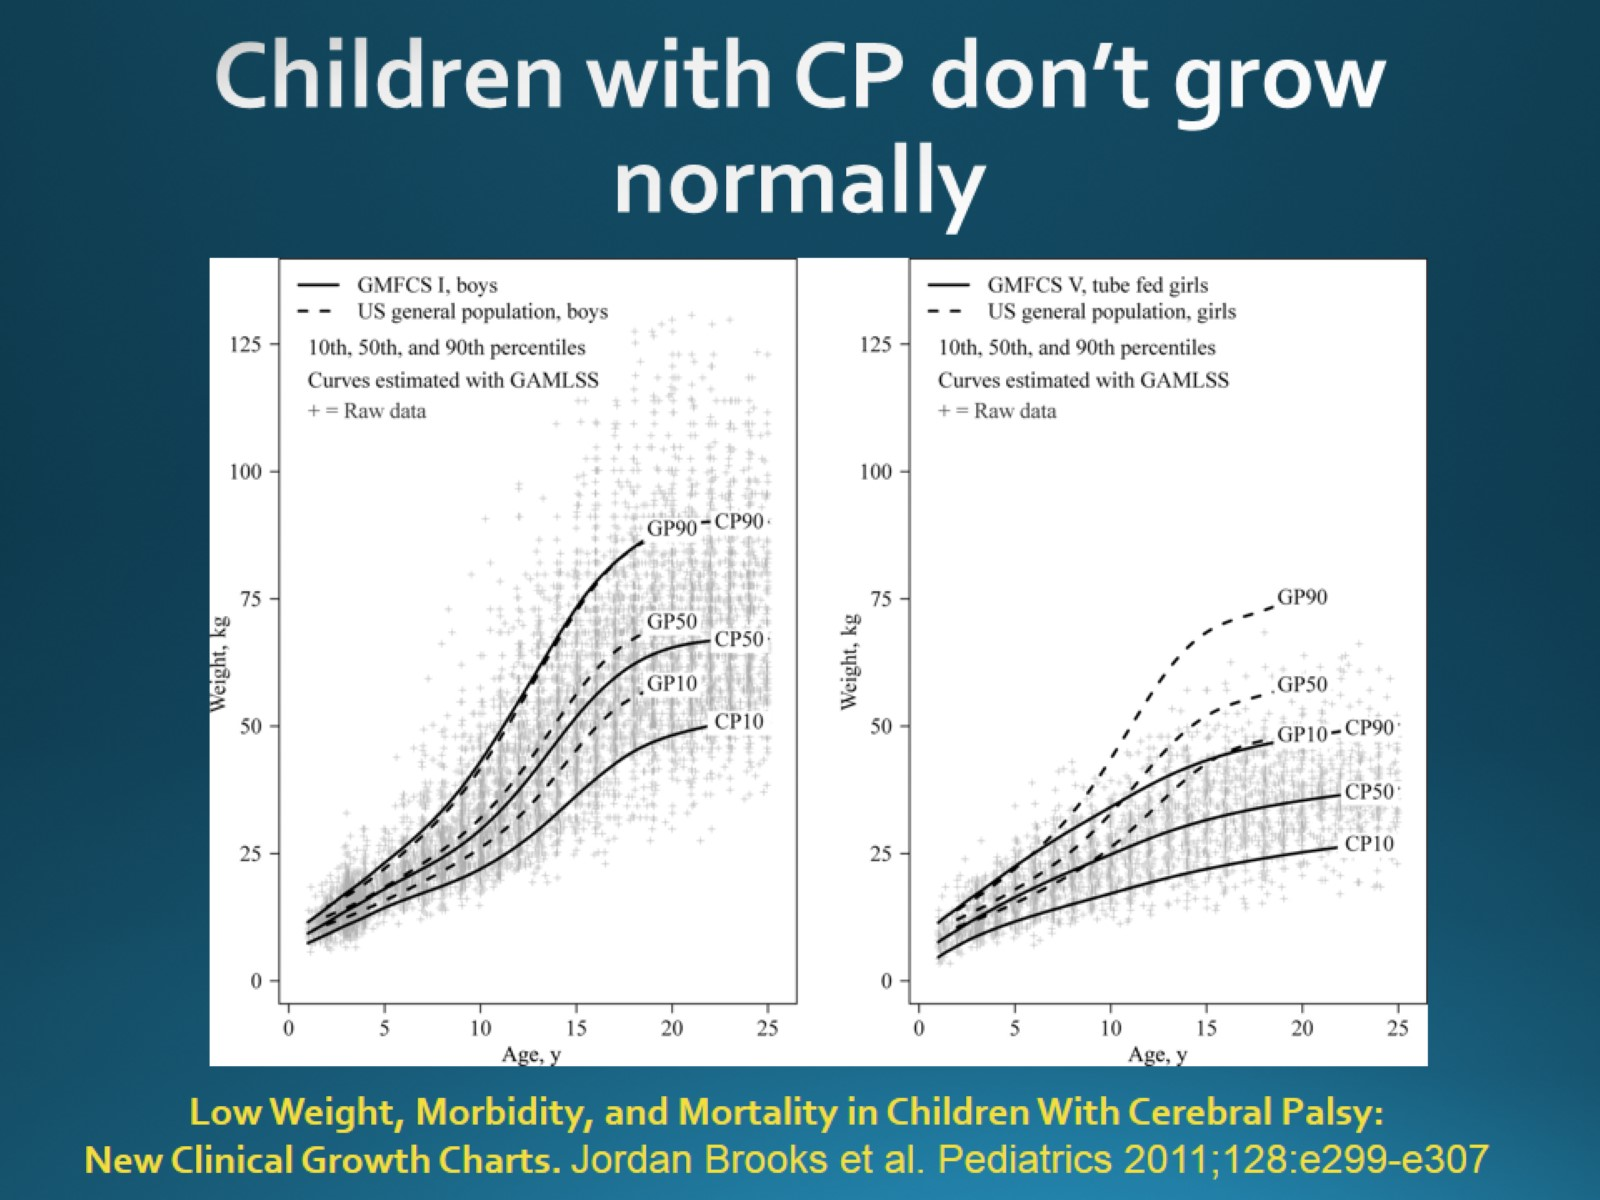 Children with CP don’t grow
normally
GMFCS I, boys
US general population, boys
10th, 50th, and 90th percentiles
Curves estimated with GAMLSS
+ = Raw data
125
100
75
50
25
0
Weight, kg
GP90
CP90
GP50
CP50
GP10
CP10
0 5 10 15 20 25
Age, y
GMFCS V, tube fed girls
US general population, girls
10th, 50th, and 90th percentiles
Curves estimated with GAMLSS
+ = Raw data
125
100
75
50
25
0
Weight, kg
GP90
GP50
GP10
CP90
CP50
CP10
0 5 10 15 20 25
Age, y
Low Weight, Morbidity, and Mortality in Children With Cerebral Palsy:
New Clinical Growth Charts. Jordan Brooks et al. Pediatrics 2011;128:e299-e307